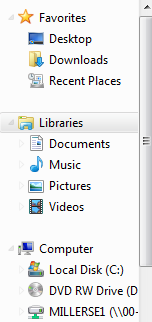 Favorites
Desktop
Downloads
Recent Places
Libraries
Documents
Music
Pictures
Videos
Computer
Local Disk (C:)
DVD RW Drive (D
MILLERSE1 (\\00-